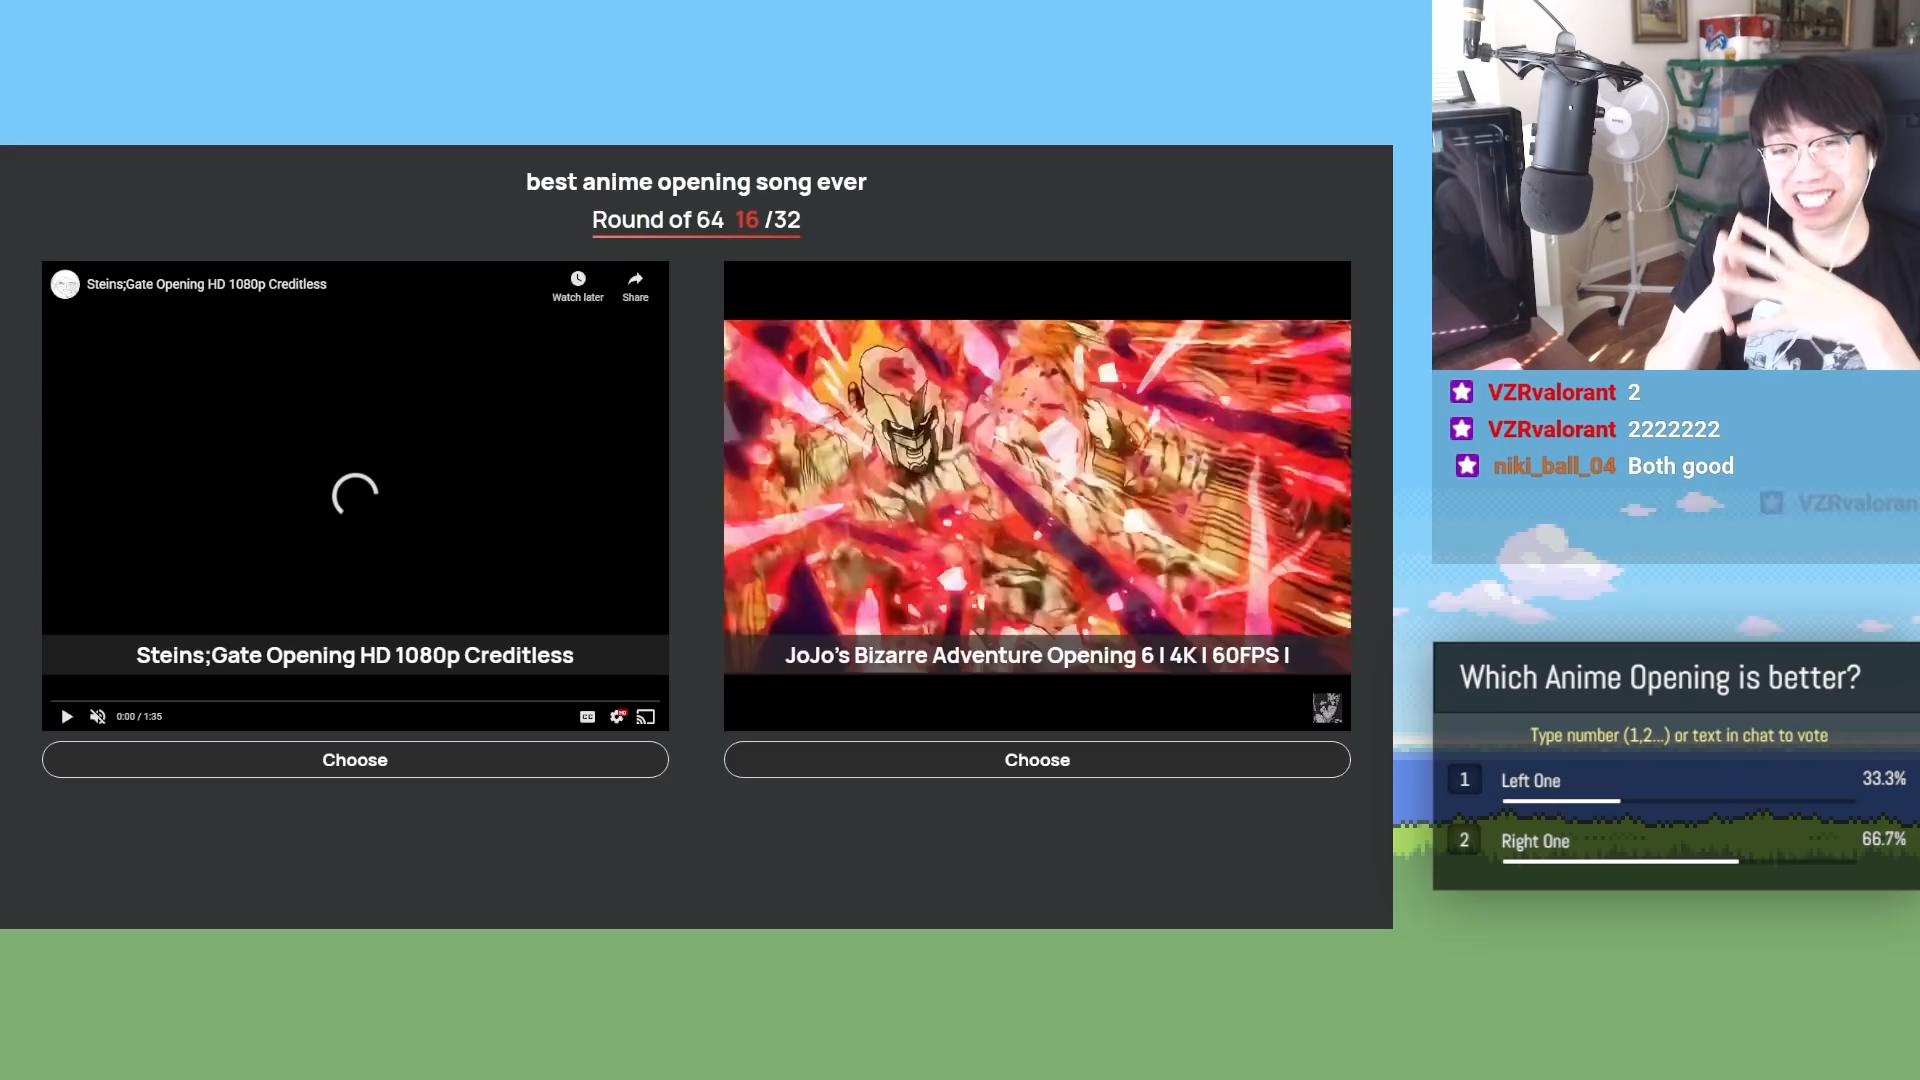 best anime opening song ever
Round of 64 16 /32
Steins;Gate Opening HD 1080p Creditless
Watch later
Share
Steins;Gate Opening HD 1080p Creditless
0:00 / 1:35
CC
HD
Choose
JoJo's Bizarre Adventure Opening 6 | 4K | 60FPS |
Choose
VZRvalorant 2
VZRvalorant 2222222
niki_ball_04 Both good
VZRvaloran
Which Anime Opening is better?
Type number (1,2...) or text in chat to vote
1 Left One 33.3%
2 Right One 66.7%